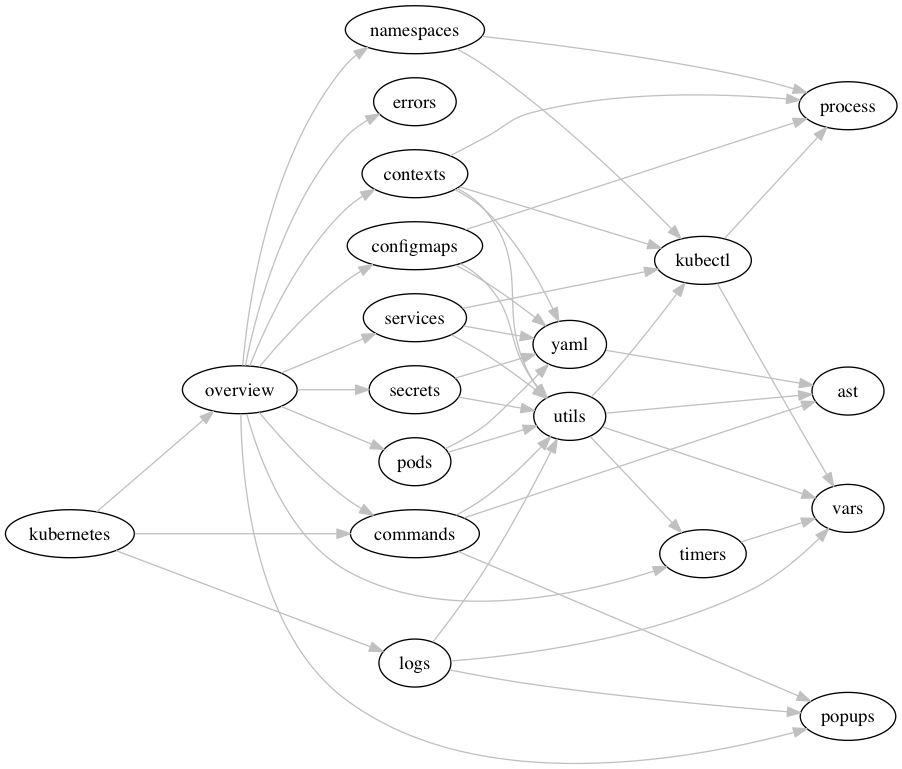 namespaces
errors
process
contexts
configmaps
kubectl
services
yaml
overview
secrets
ast
utils
pods
vars
kubernetes
commands
timers
logs
popups